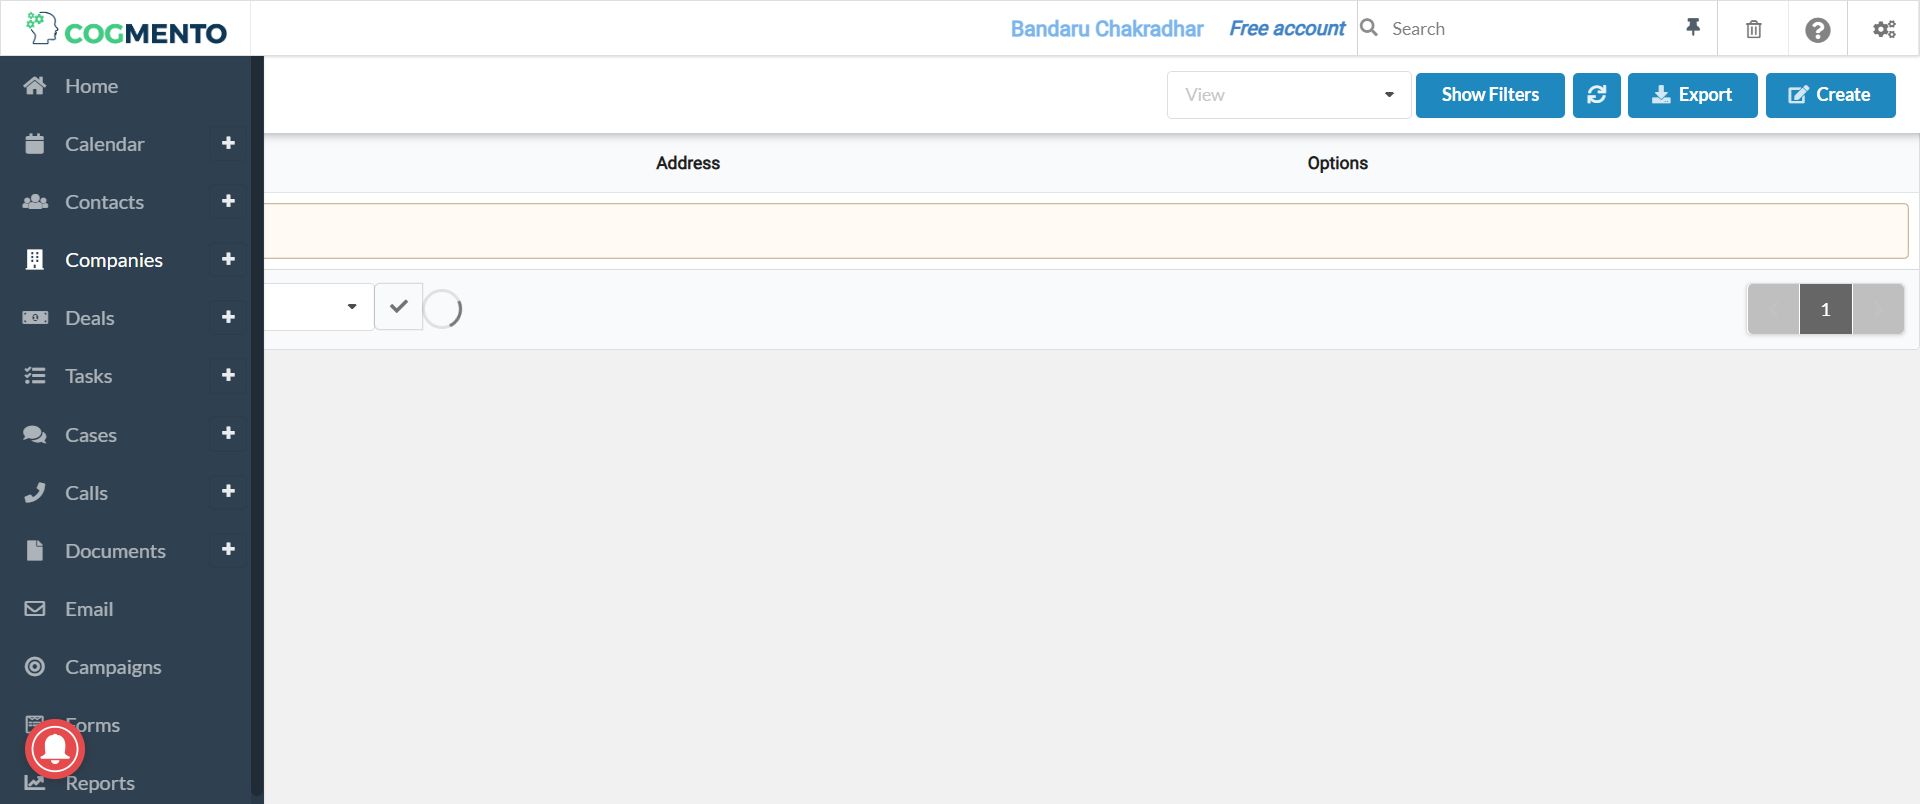 COGMENTO
Bandaru Chakradhar
Free account
Search
Home
Calendar
Contacts
Companies
Deals
Tasks
Cases
Calls
Documents
Email
Campaigns
Forms
Reports
View
Show Filters
Export
Create
Address
Options
1